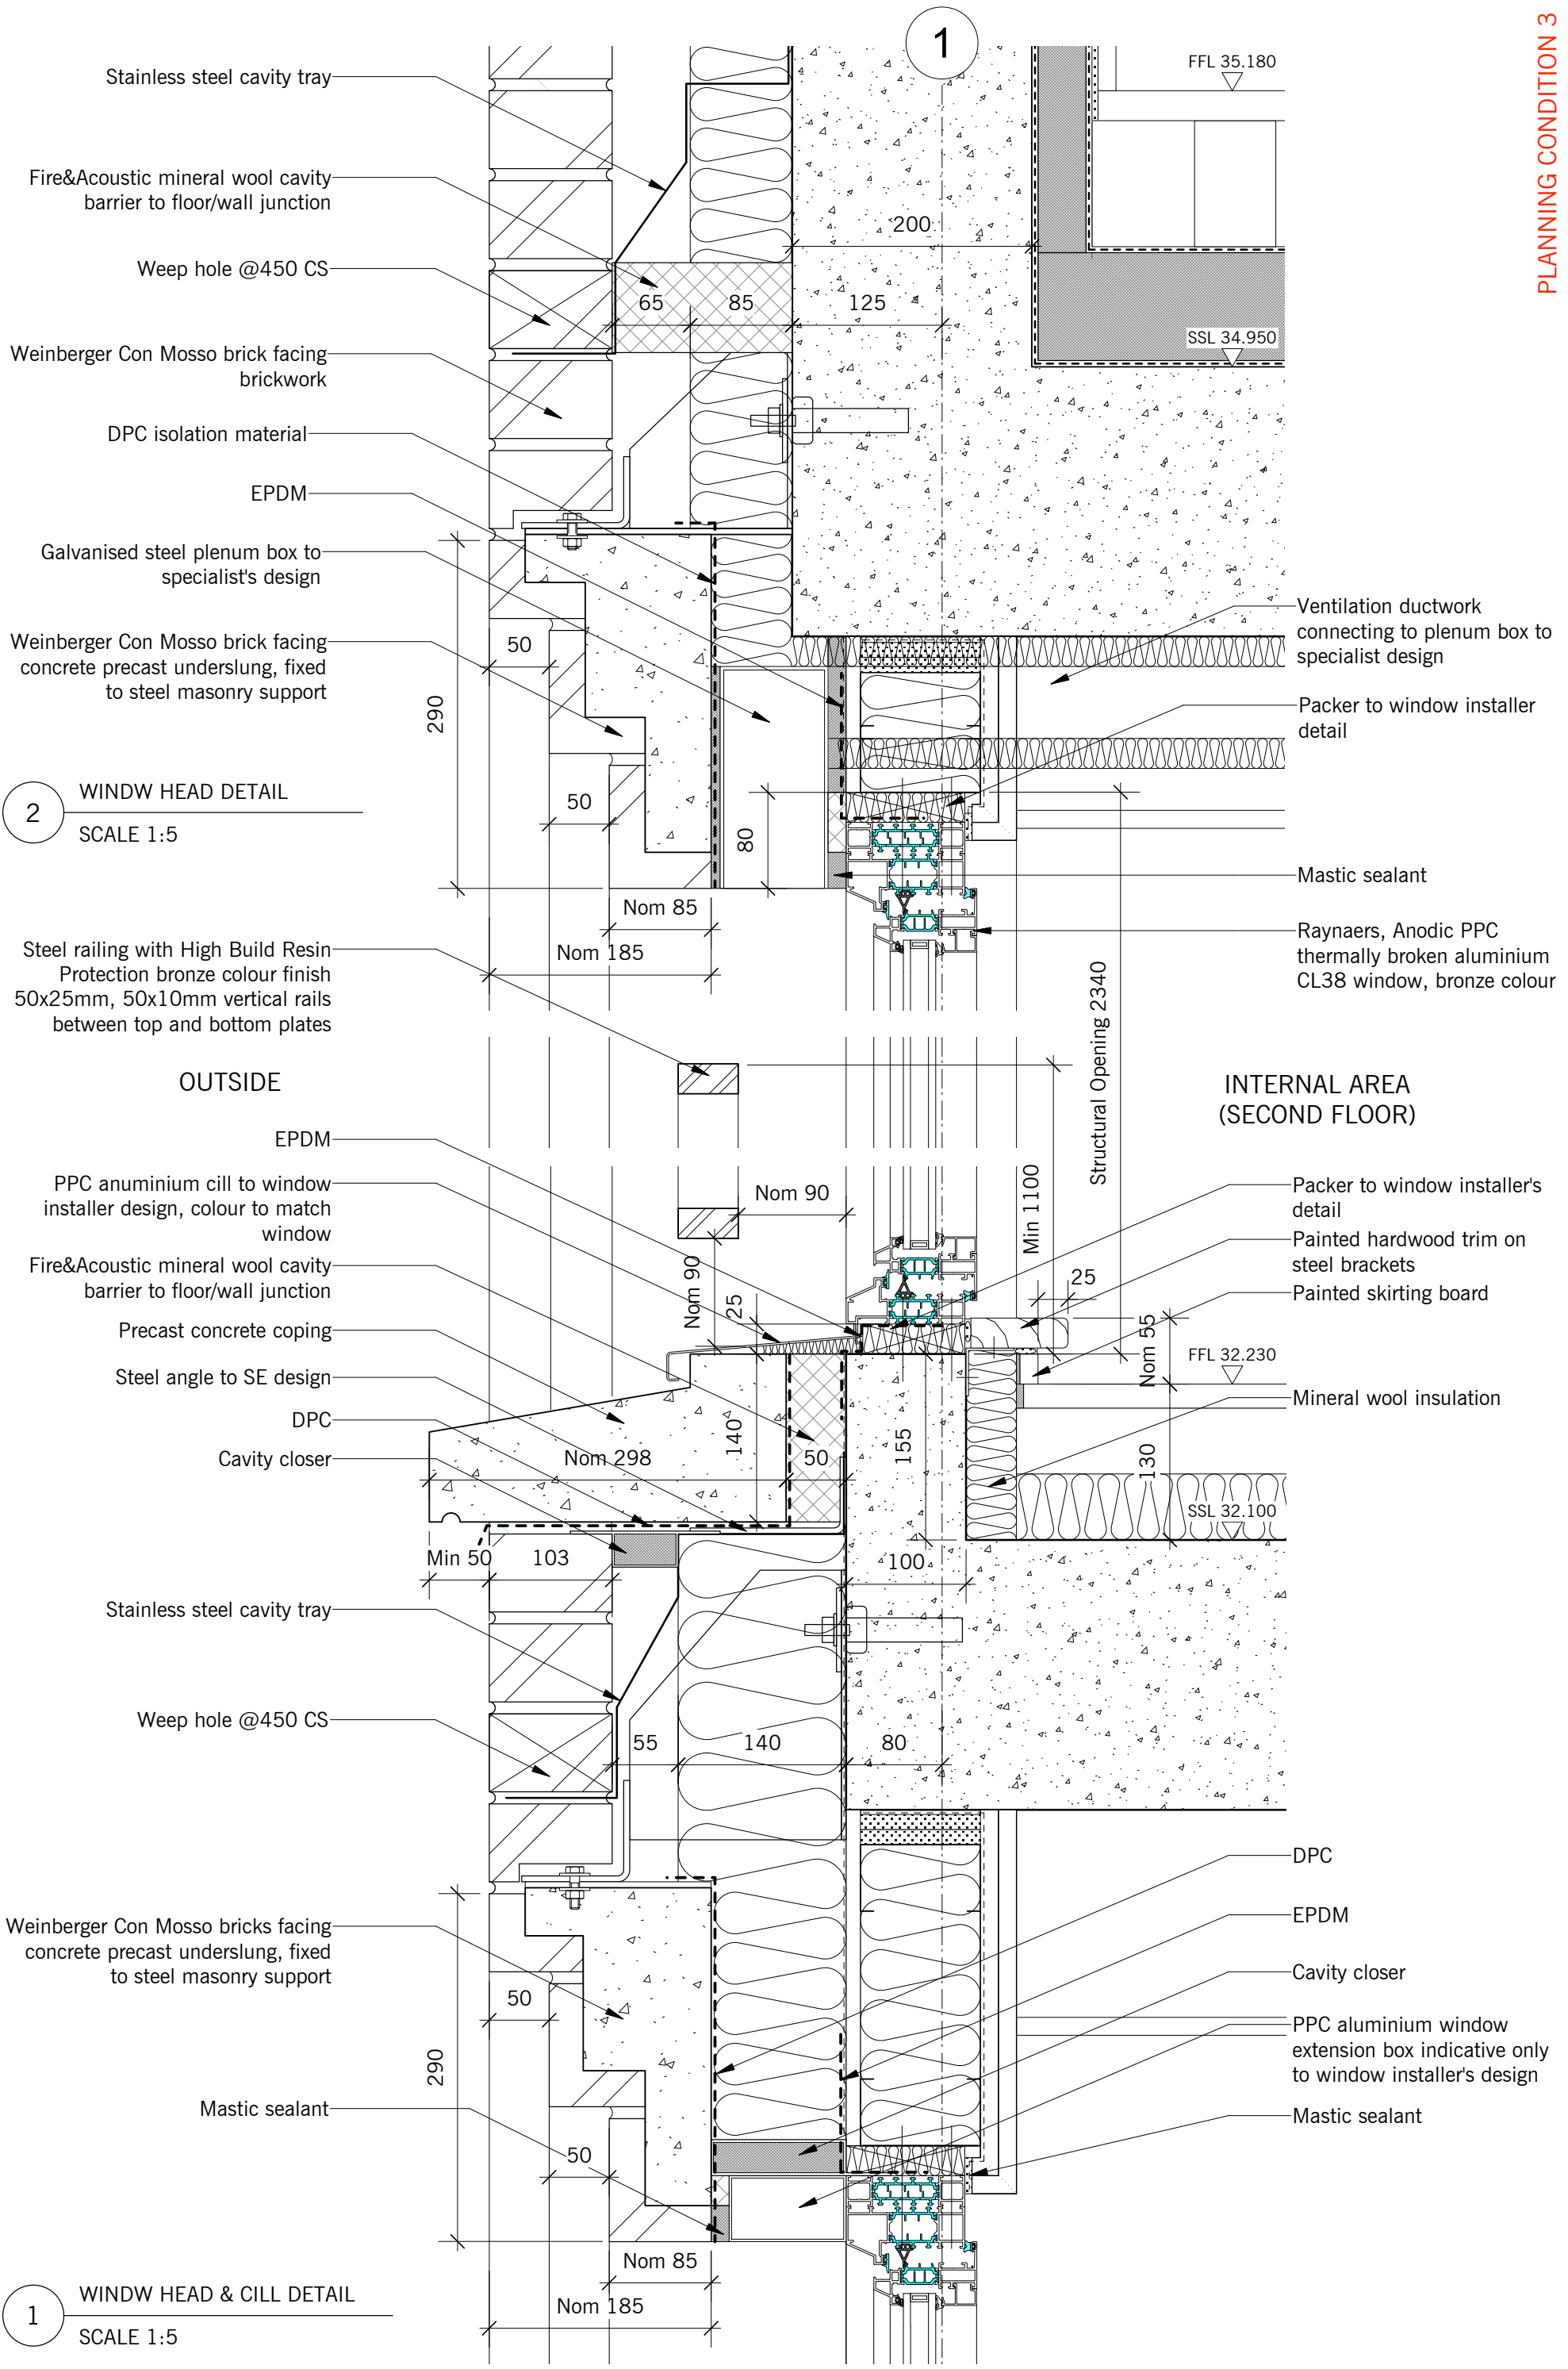 1
PLANNING CONDITION 3
Stainless steel cavity tray
FFL 35.180
Fire&Acoustic mineral wool cavity
barrier to floor/wall junction
200
Weep hole @450 CS
65
85
125
SSL 34.950
Weinberger Con Mosso brick facing
brickwork
DPC isolation material
EPDM
Galvanised steel plenum box to
specialist's design
Weinberger Con Mosso brick facing
concrete precast underslung, fixed
to steel masonry support
50
290
Ventilation ductwork
connecting to plenum box to
specialist design
Packer to window installer
detail
2
WINDW HEAD DETAIL
SCALE 1:5
50
80
Mastic sealant
Nom 85
Nom 185
Raynaers, Anodic PPC
thermally broken aluminium
CL38 window, bronze colour
Steel railing with High Build Resin
Protection bronze colour finish
50x25mm, 50x10mm vertical rails
between top and bottom plates
Structural Opening 2340
OUTSIDE
INTERNAL AREA
(SECOND FLOOR)
EPDM
PPC anuminium cill to window
installer design, colour to match
window
Fire&Acoustic mineral wool cavity
barrier to floor/wall junction
Precast concrete coping
Steel angle to SE design
DPC
Cavity closer
Nom 90
Nom 90
25
Min 1100
25
Nom 55
Packer to window installer's
detail
Painted hardwood trim on
steel brackets
Painted skirting board
FFL 32.230
Mineral wool insulation
Nom 298
140
50
155
130
SSL 32.100
Min 50
103
100
Stainless steel cavity tray
Weep hole @450 CS
55
140
80
DPC
EPDM
Cavity closer
PPC aluminium window
extension box indicative only
to window installer's design
Mastic sealant
Weinberger Con Mosso bricks facing
concrete precast underslung, fixed
to steel masonry support
50
290
Mastic sealant
50
Nom 85
Nom 185
1
WINDW HEAD & CILL DETAIL
SCALE 1:5